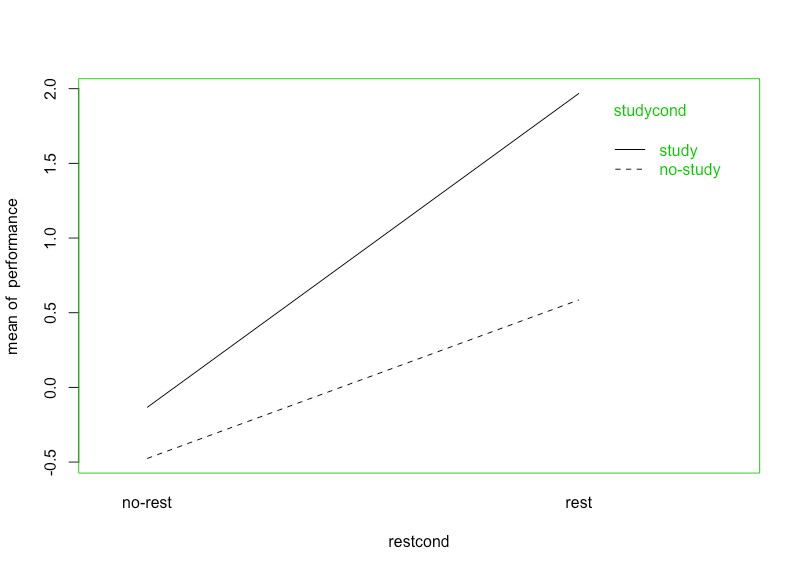 2.0
1.5
1.0
0.5
0.0
-0.5
mean of performance
studycond
study
no-study
no-rest rest
restcond